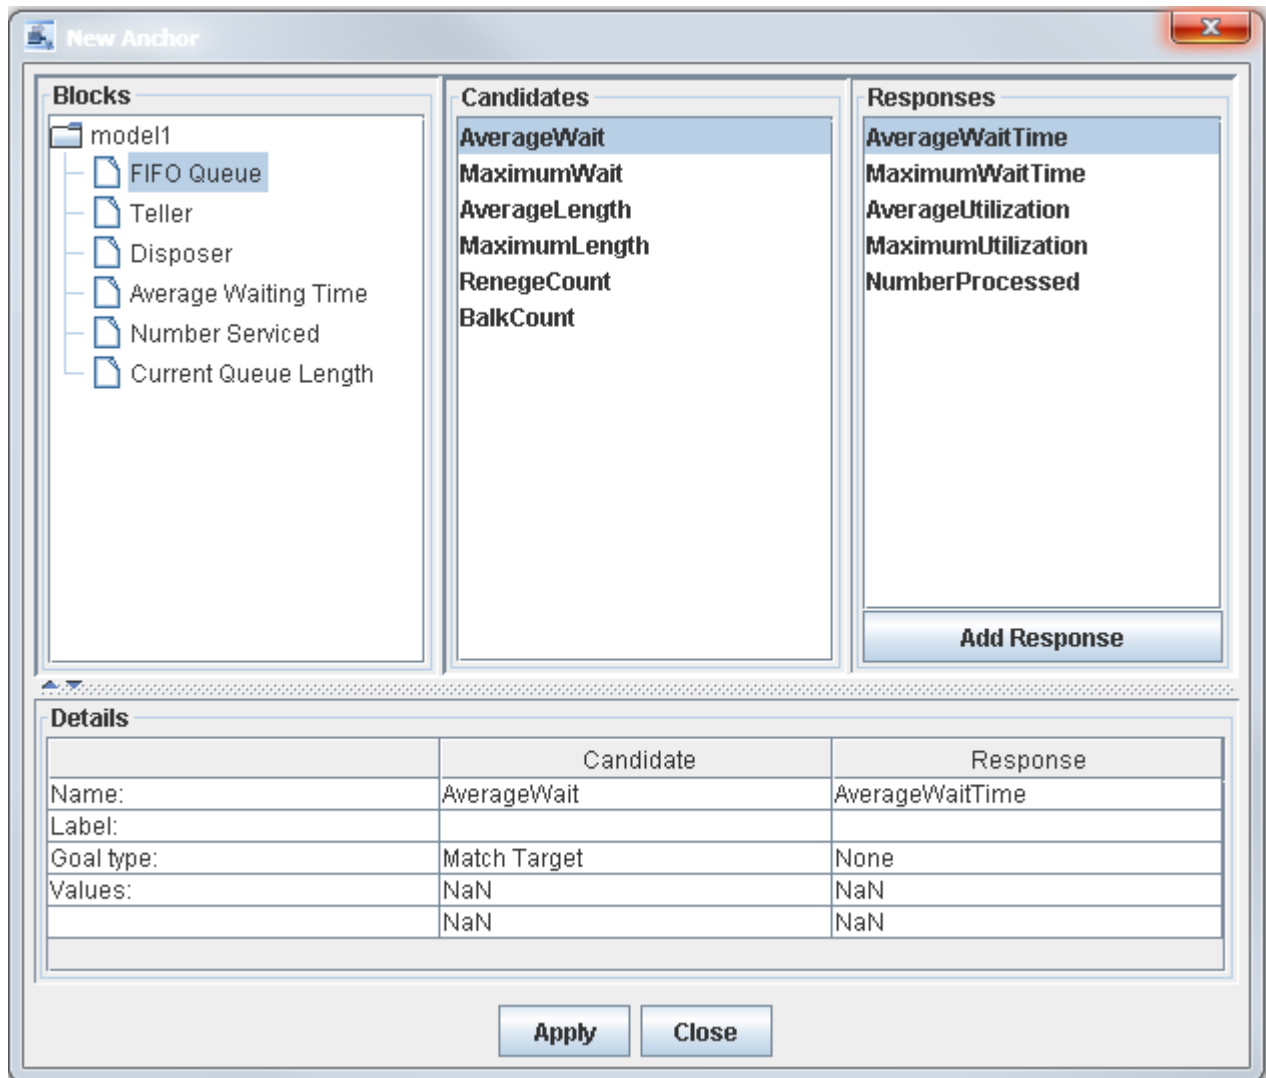 New Anchor
x
Blocks
model1
FIFO Queue
Teller
Disposer
Average Waiting Time
Number Serviced
Current Queue Length
Candidates
AverageWait
MaximumWait
AverageLength
MaximumLength
RenegeCount
BalkCount
Responses
AverageWaitTime
MaximumWaitTime
AverageUtilization
MaximumUtilization
NumberProcessed
Add Response
Details
Candidate Response
Name: AverageWait AverageWaitTime
Label:
Goal type: Match Target None
Values: NaN NaN
NaN NaN
Apply Close